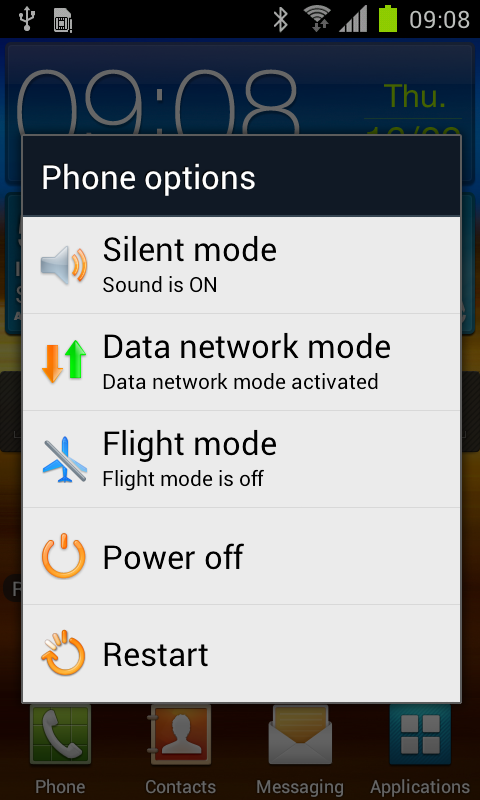 09:08
09:08
Thu.
Phone options
Silent mode
Sound is ON
Data network mode
Data network mode activated
Flight mode
Flight mode is off
Power off
Restart
Phone
Contacts
Messaging
Applications